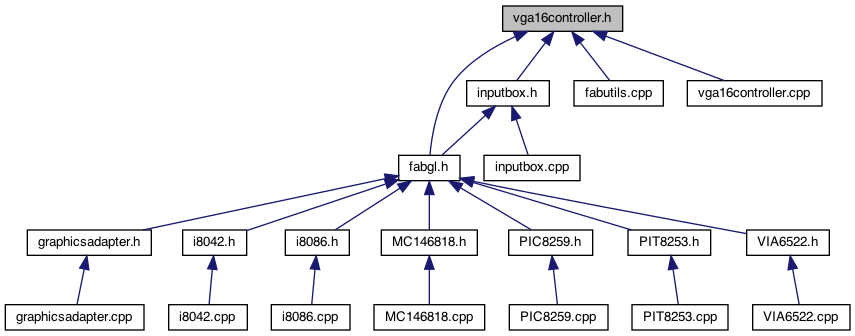 vga16controller.h
inputbox.h
fabutils.cpp
vga16controller.cpp
fabgl.h
inputbox.cpp
graphicsadapter.h
i8042.h
i8086.h
MC146818.h
PIC8259.h
PIT8253.h
VIA6522.h
graphicsadapter.cpp
i8042.cpp
i8086.cpp
MC146818.cpp
PIC8259.cpp
PIT8253.cpp
VIA6522.cpp